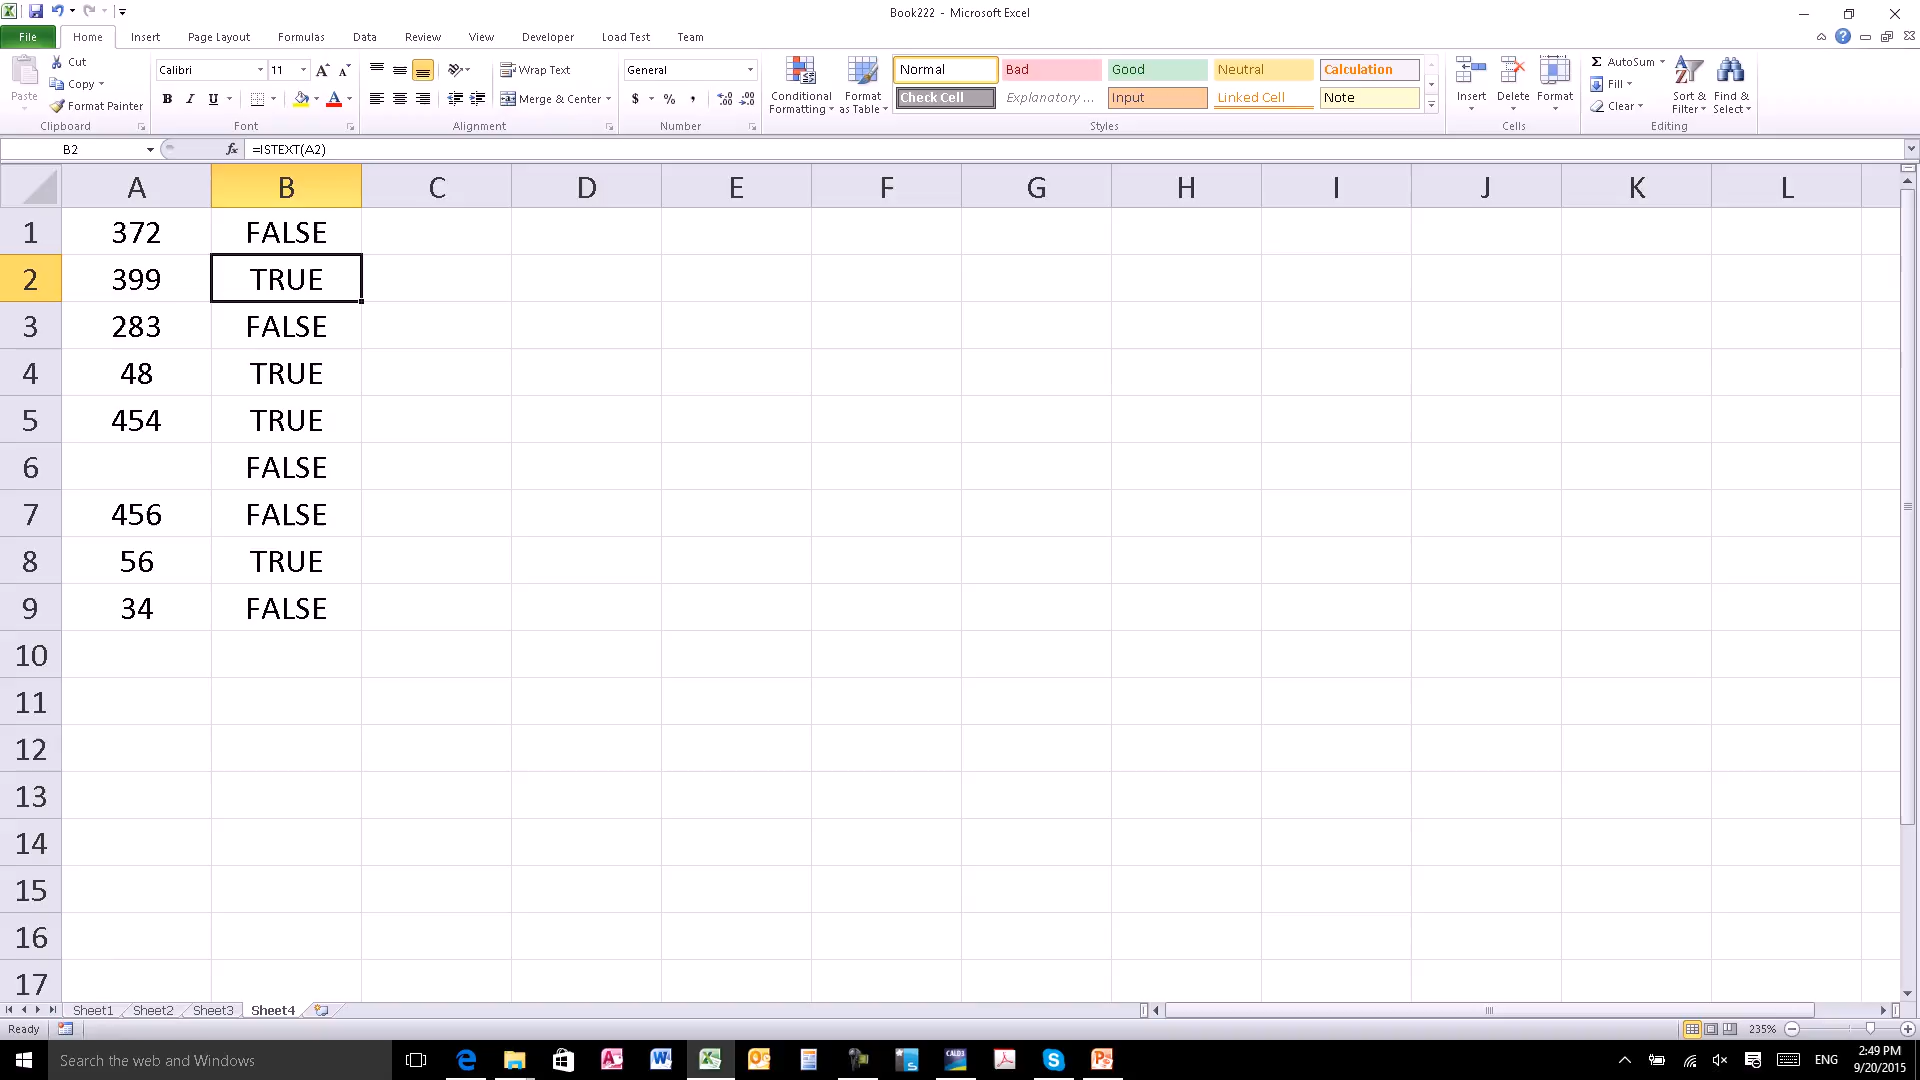 Book222 - Microsoft Excel
File Home Insert Page Layout Formulas Data Review View Developer Load Test Team
Paste
Cut
Copy
Format Painter
Clipboard
Calibri 11
B I U
Font
Wrap Text
Merge & Center
Alignment
General
$ % ,
Number
Conditional Formatting
Format as Table
Normal Bad Good Neutral Calculation
Check Cell Explanatory ... Input Linked Cell Note
Styles
Insert Delete Format
Cells
Σ AutoSum
Fill
Clear
Sort & Filter
Find & Select
Editing
B2 fx =ISTEXT(A2)
A B C D E F G H I J K L
1 372 FALSE
2 399 TRUE
3 283 FALSE
4 48 TRUE
5 454 TRUE
6 FALSE
7 456 FALSE
8 56 TRUE
9 34 FALSE
10
11
12
13
14
15
16
17
Sheet1 Sheet2 Sheet3 Sheet4
Ready 235%
Search the web and Windows
ENG
2:49 PM
9/20/2015